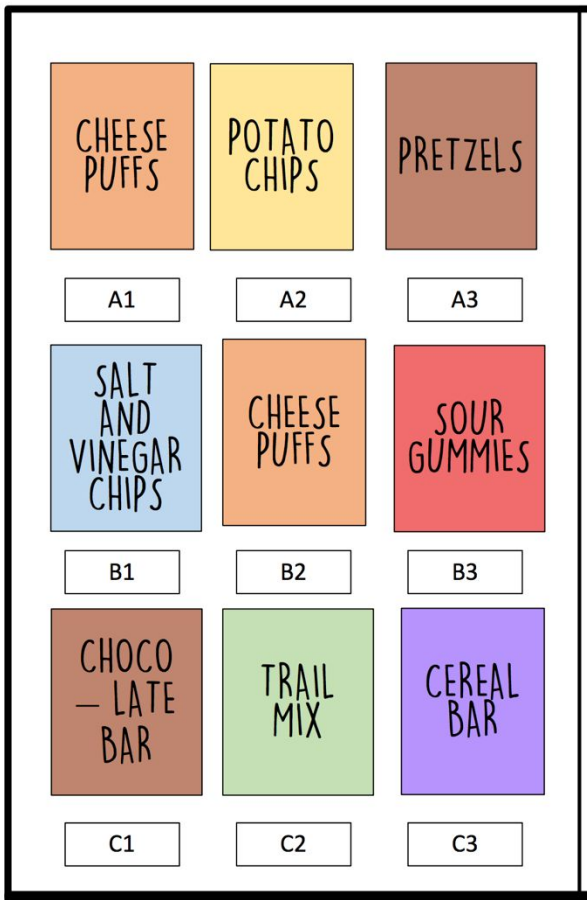 CHEESE
PUFFS
POTATO
CHIPS
PRETZELS
A1
A2
A3
SALT
AND
VINEGAR
CHIPS
CHEESE
PUFFS
SOUR
GUMMIES
B1
B2
B3
CHOCO
– LATE
BAR
TRAIL
MIX
CEREAL
BAR
C1
C2
C3